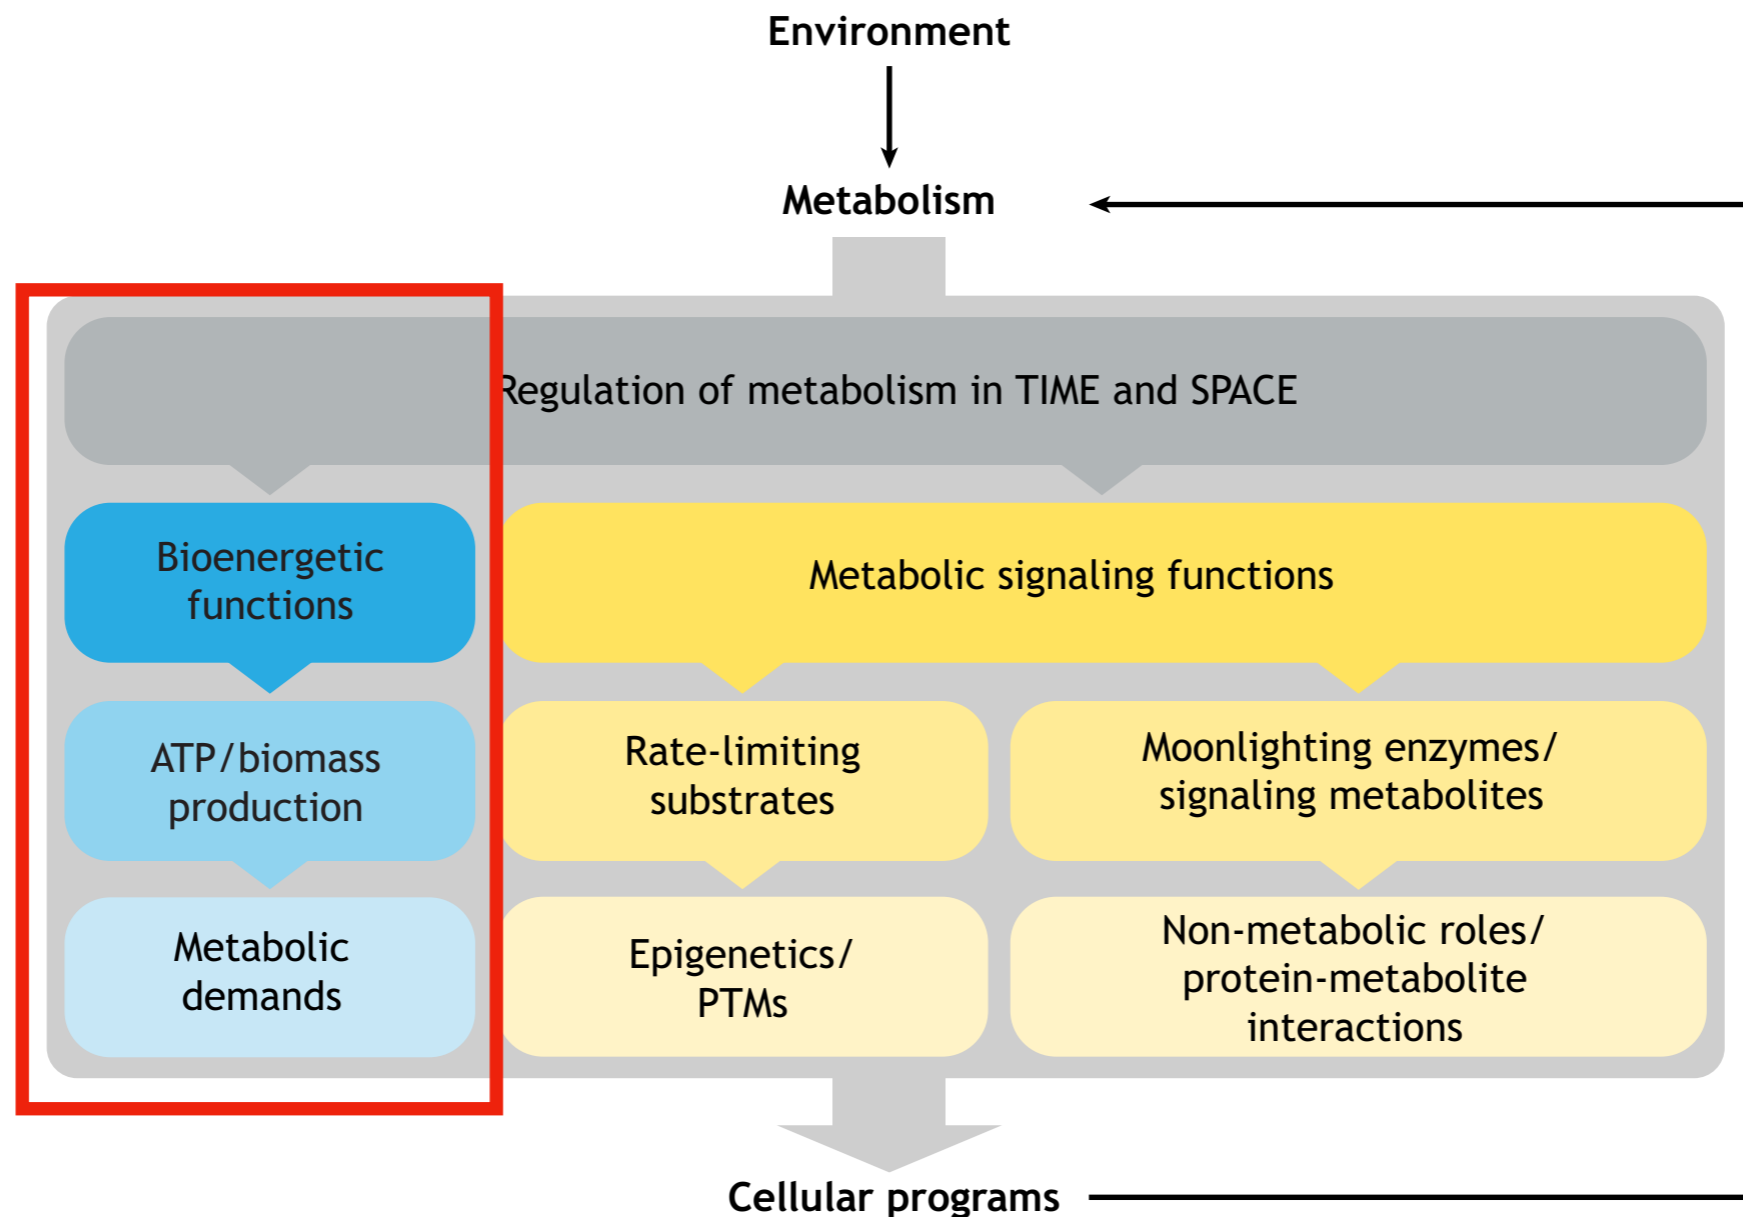 Environment
Metabolism
Regulation of metabolism in TIME and SPACE
Bioenergetic
functions
Metabolic signaling functions
ATP/biomass
production
Rate-limiting
substrates
Moonlighting enzymes/
signaling metabolites
Metabolic
demands
Epigenetics/
PTMs
Non-metabolic roles/
protein-metabolite
interactions
Cellular programs